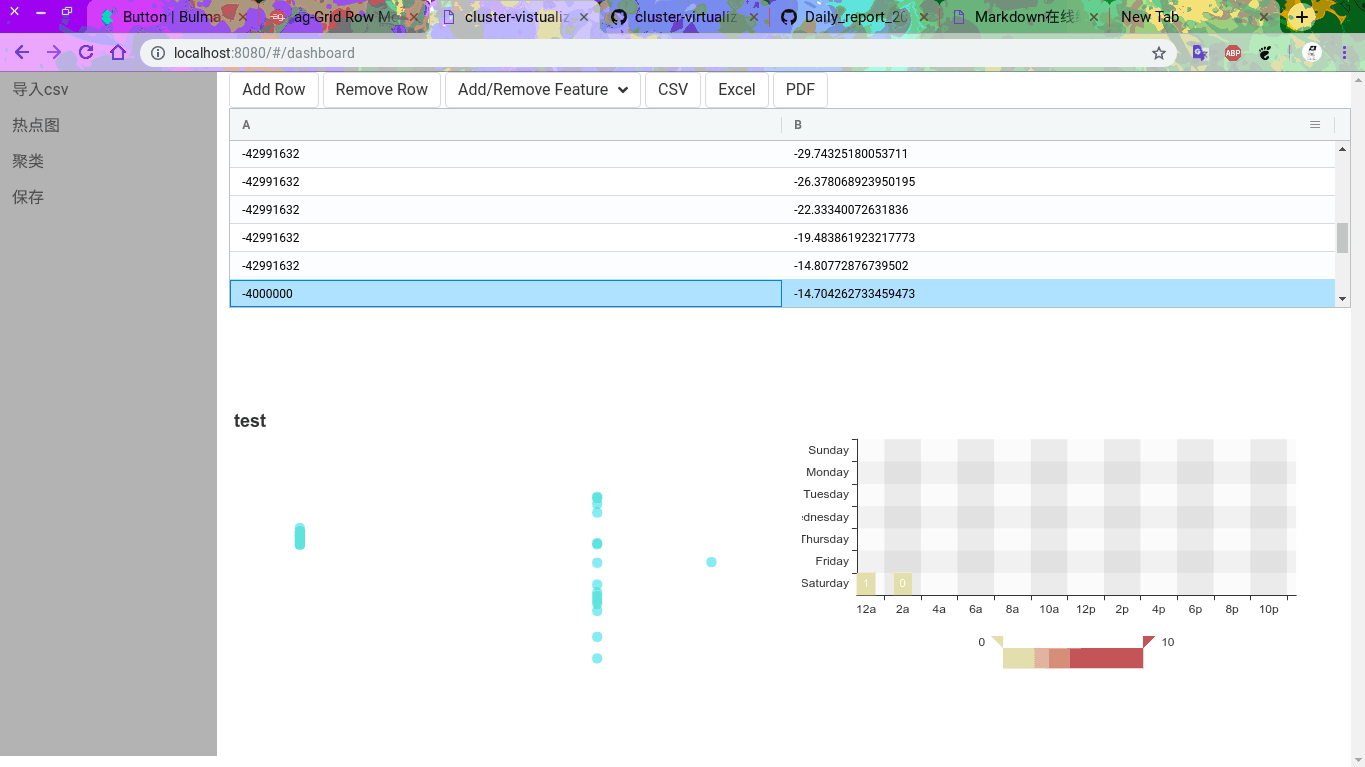 Button | Bulma
ag-Grid Row Mo
cluster-vistualiz
cluster-virtualiz
Daily_report_20
Markdown在线
New Tab
localhost:8080/#/dashboard
ABP
导入csv
热点图
聚类
保存
Add Row
Remove Row
Add/Remove Feature
CSV
Excel
PDF
A B
-42991632 -29.74325180053711
-42991632 -26.378068923950195
-42991632 -22.33340072631836
-42991632 -19.483861923217773
-42991632 -14.80772876739502
-4000000 -14.704262733459473
test
Sunday
Monday
Tuesday
ednesday
Thursday
Friday
Saturday
1 0
12a 2a 4a 6a 8a 10a 12p 2p 4p 6p 8p 10p
0 10